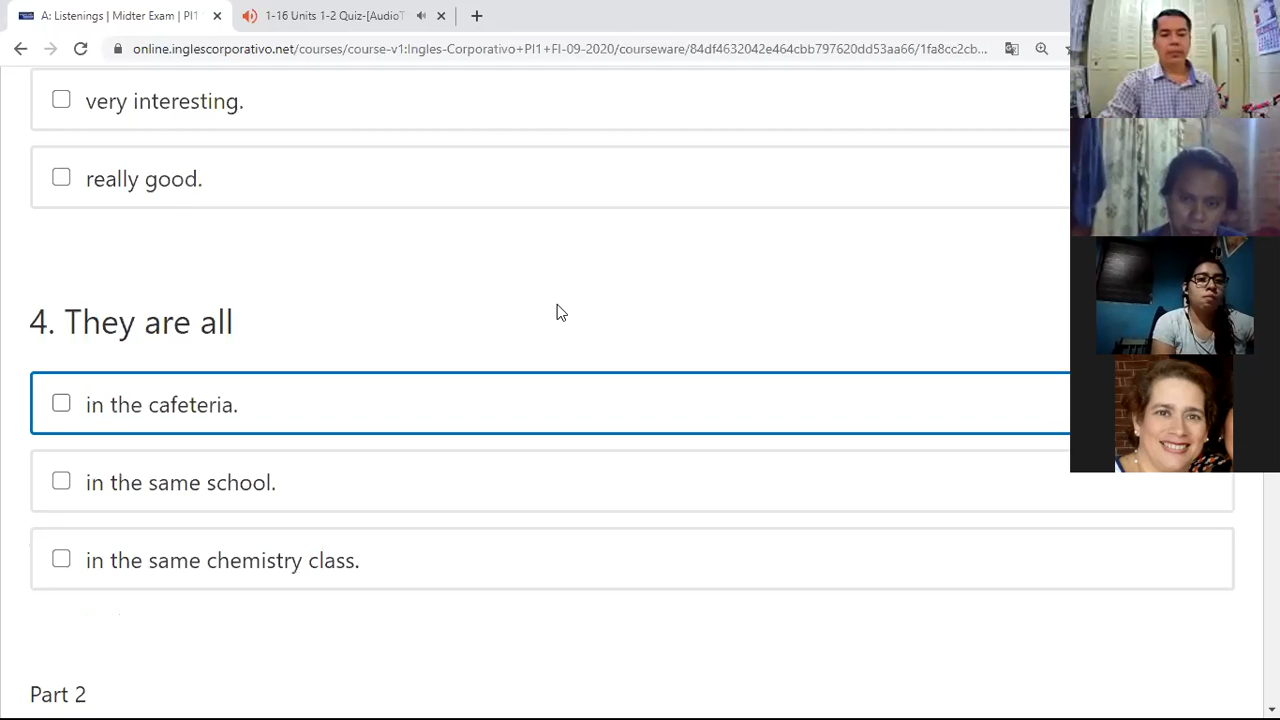 A: Listenings | Midter Exam | PI1
1-16 Units 1-2 Quiz-[AudioT
online.inglescorporativo.net/courses/course-v1:Ingles-Corporativo+PI1+FI-09-2020/courseware/84df4632042e464cbb797620dd53aa36/1fa8cc2cb...
very interesting.
really good.
4. They are all
in the cafeteria.
in the same school.
in the same chemistry class.
Part 2